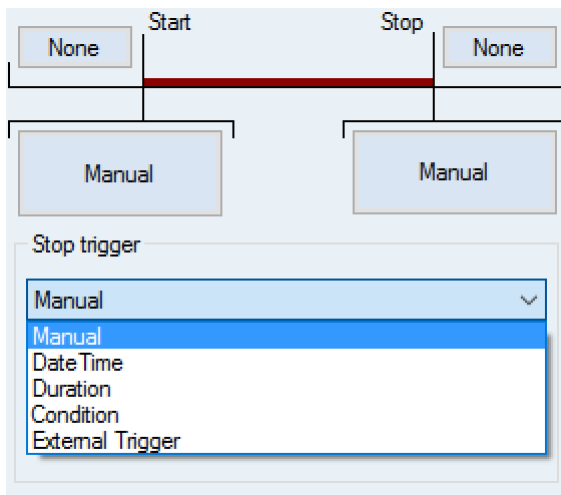 Start Stop
None None
Manual Manual
Stop trigger
Manual
Manual
DateTime
Duration
Condition
External Trigger